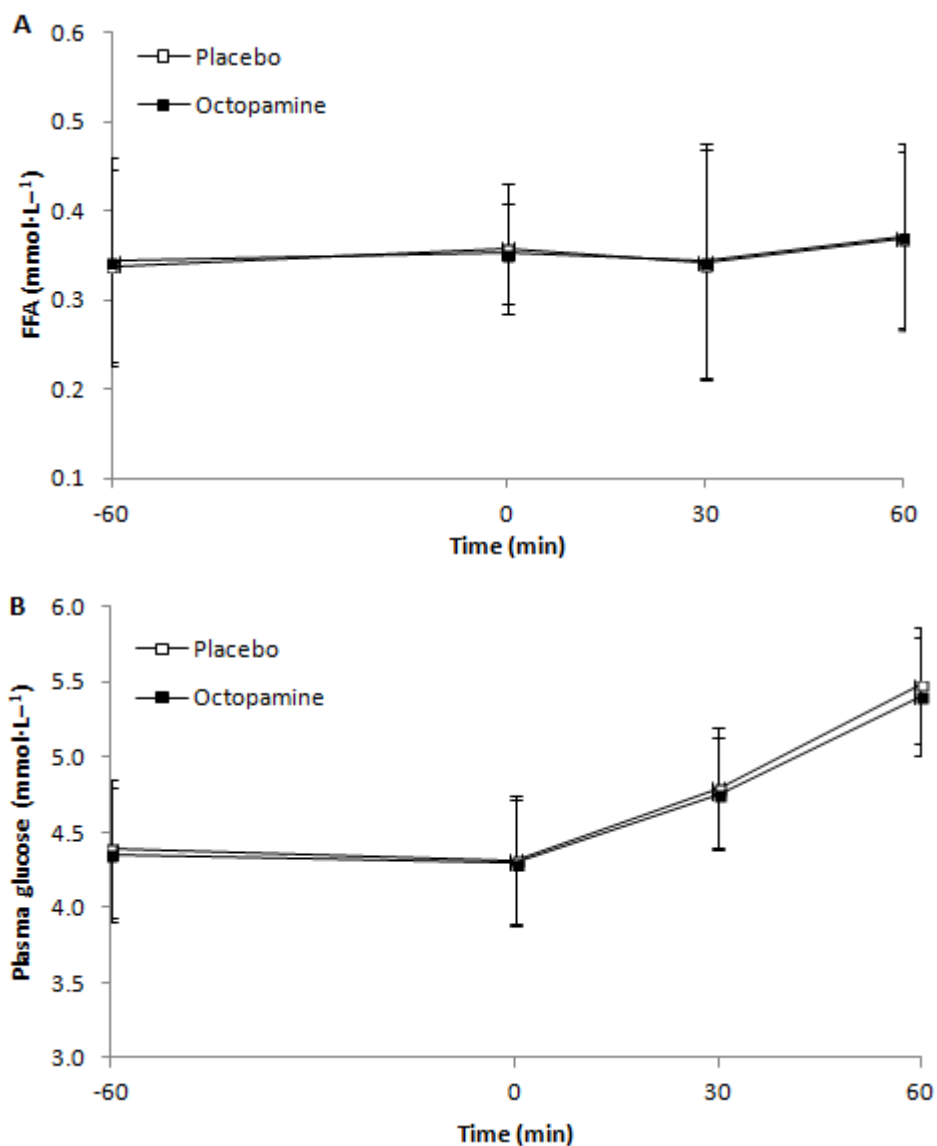 A
0.6
Placebo
Octopamine
0.5
0.4
0.3
0.2
0.1
FFA (mmol·L–¹)
-60 0 30 60
Time (min)
B
6.0
Placebo
Octopamine
5.5
5.0
4.5
4.0
3.5
3.0
Plasma glucose (mmol·L–¹)
-60 0 30 60
Time (min)